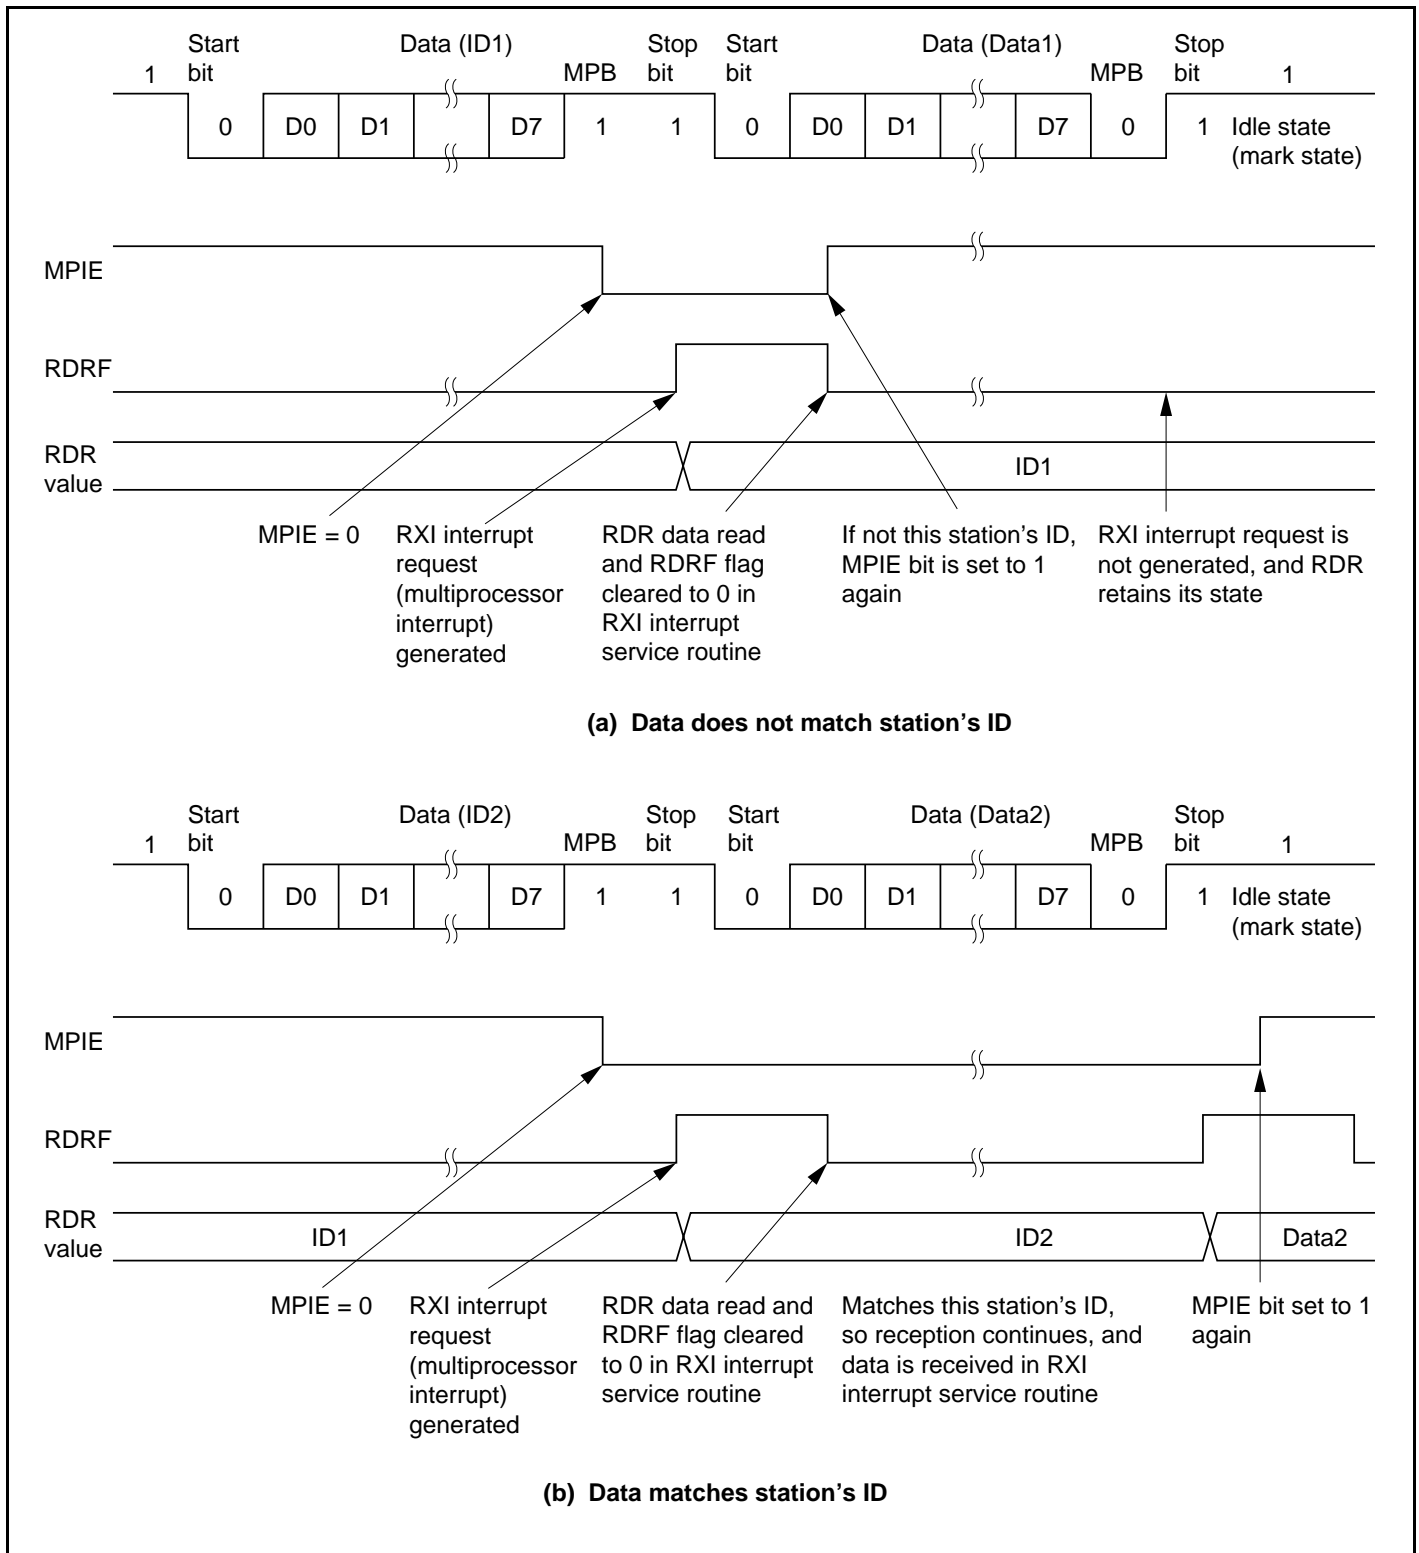 Start bit
Data (ID1)
Stop bit
Start bit
Data (Data1)
Stop bit
1
MPB
MPB
1
0
D0
D1
D7
1
1
0
D0
D1
D7
0
1
Idle state
(mark state)
MPIE
RDRF
RDR
value
ID1
MPIE = 0
RXI interrupt
request
(multiprocessor
interrupt)
generated
RDR data read
and RDRF flag
cleared to 0 in
RXI interrupt
service routine
If not this station's ID,
MPIE bit is set to 1
again
RXI interrupt request is
not generated, and RDR
retains its state
(a) Data does not match station's ID
Start bit
Data (ID2)
Stop bit
Start bit
Data (Data2)
Stop bit
1
MPB
MPB
1
0
D0
D1
D7
1
1
0
D0
D1
D7
0
1
Idle state
(mark state)
MPIE
RDRF
RDR
value
ID1
ID2
Data2
MPIE = 0
RXI interrupt
request
(multiprocessor
interrupt)
generated
RDR data read and
RDRF flag cleared
to 0 in RXI interrupt
service routine
Matches this station's ID,
so reception continues, and
data is received in RXI
interrupt service routine
MPIE bit set to 1
again
(b) Data matches station's ID